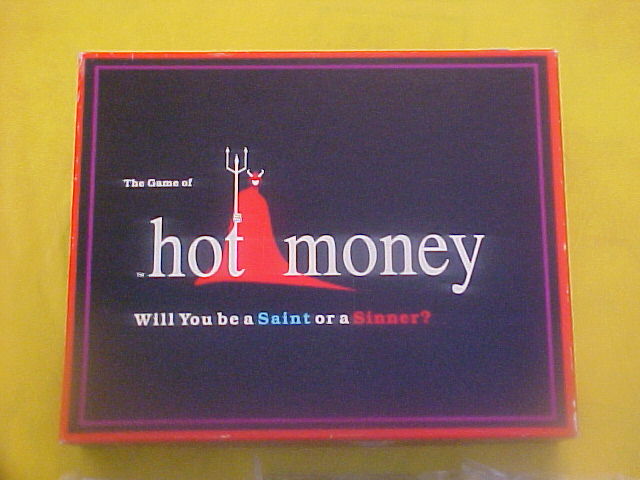 The Game of
hot money
Will You be a Saint or a Sinner?